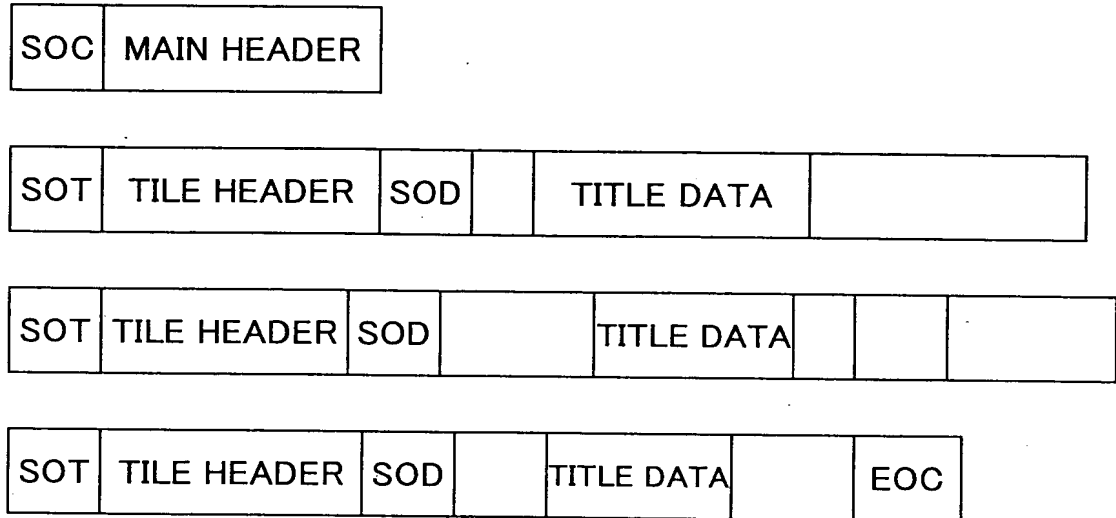 SOC MAIN HEADER
SOT TILE HEADER SOD TITLE DATA
SOT TILE HEADER SOD TITLE DATA
SOT TILE HEADER SOD TITLE DATA EOC